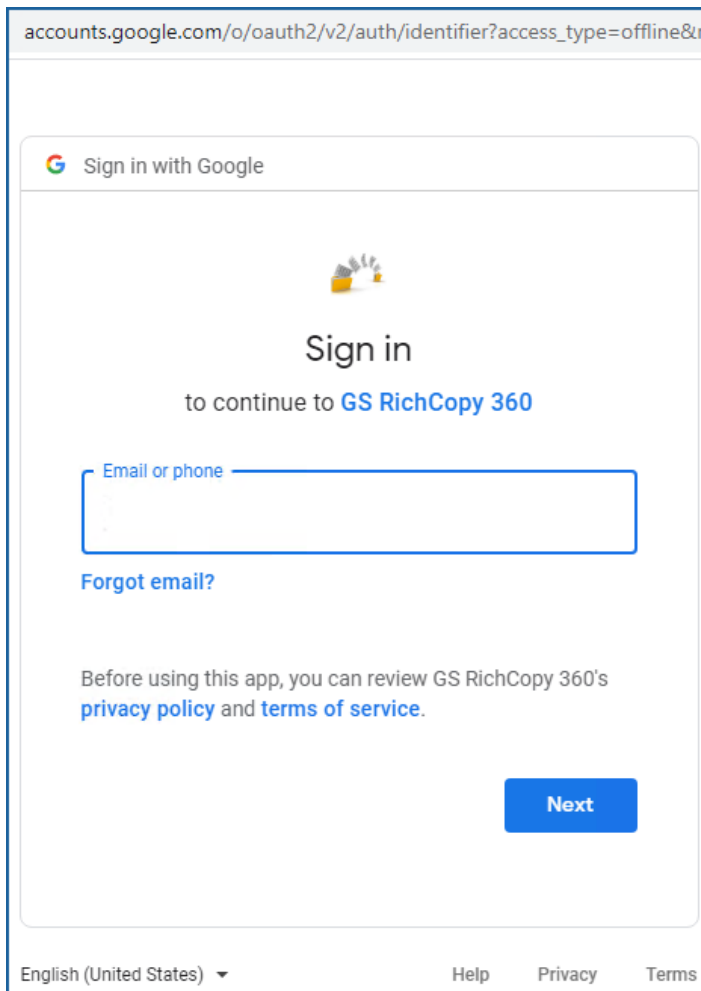 accounts.google.com/o/oauth2/v2/auth/identifier?access_type=offline&
Sign in with Google
Sign in
to continue to GS RichCopy 360
Email or phone
Forgot email?
Before using this app, you can review GS RichCopy 360's
privacy policy and terms of service.
Next
English (United States)
Help Privacy Terms